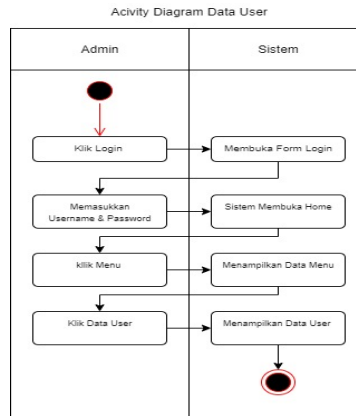 Acivity Diagram Data User
Admin
Sistem
Klik Login
Membuka Form Login
Memasukkan
Username & Password
Sistem Membuka Home
kllik Menu
Menampilkan Data Menu
Klik Data User
Menampilkan Data User